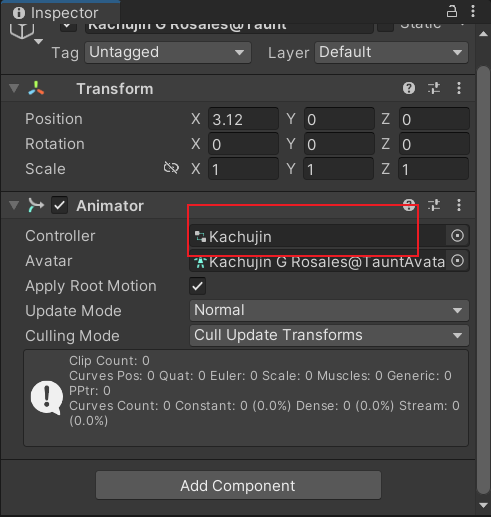 Inspector
Kachujin G Rosales@Taunt
Static
Tag Untagged Layer Default
Transform
Position X 3.12 Y 0 Z 0
Rotation X 0 Y 0 Z 0
Scale X 1 Y 1 Z 1
Animator
Controller Kachujin
Avatar Kachujin G Rosales@TauntAvata
Apply Root Motion
Update Mode Normal
Culling Mode Cull Update Transforms
Clip Count: 0
Curves Pos: 0 Quat: 0 Euler: 0 Scale: 0 Muscles: 0 Generic: 0
PPtr: 0
Curves Count: 0 Constant: 0 (0.0%) Dense: 0 (0.0%) Stream: 0
(0.0%)
Add Component